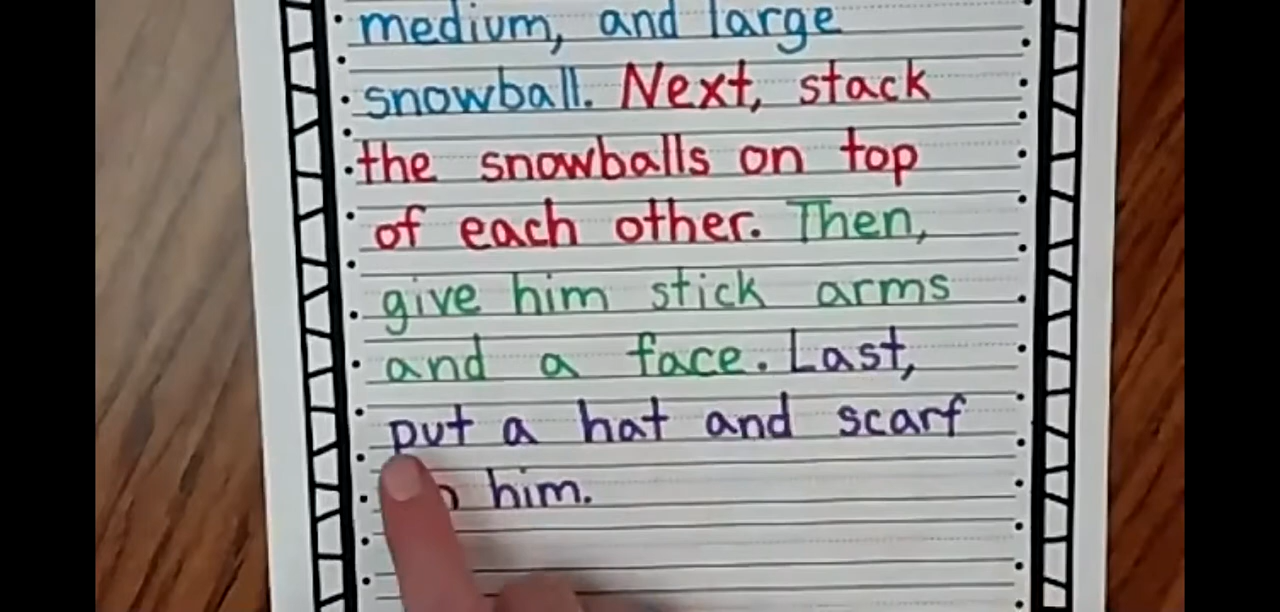 medium, and large
snowball. Next, stack
the snowballs on top
of each other. Then,
give him stick arms
and a face. Last,
put a hat and scarf
him.